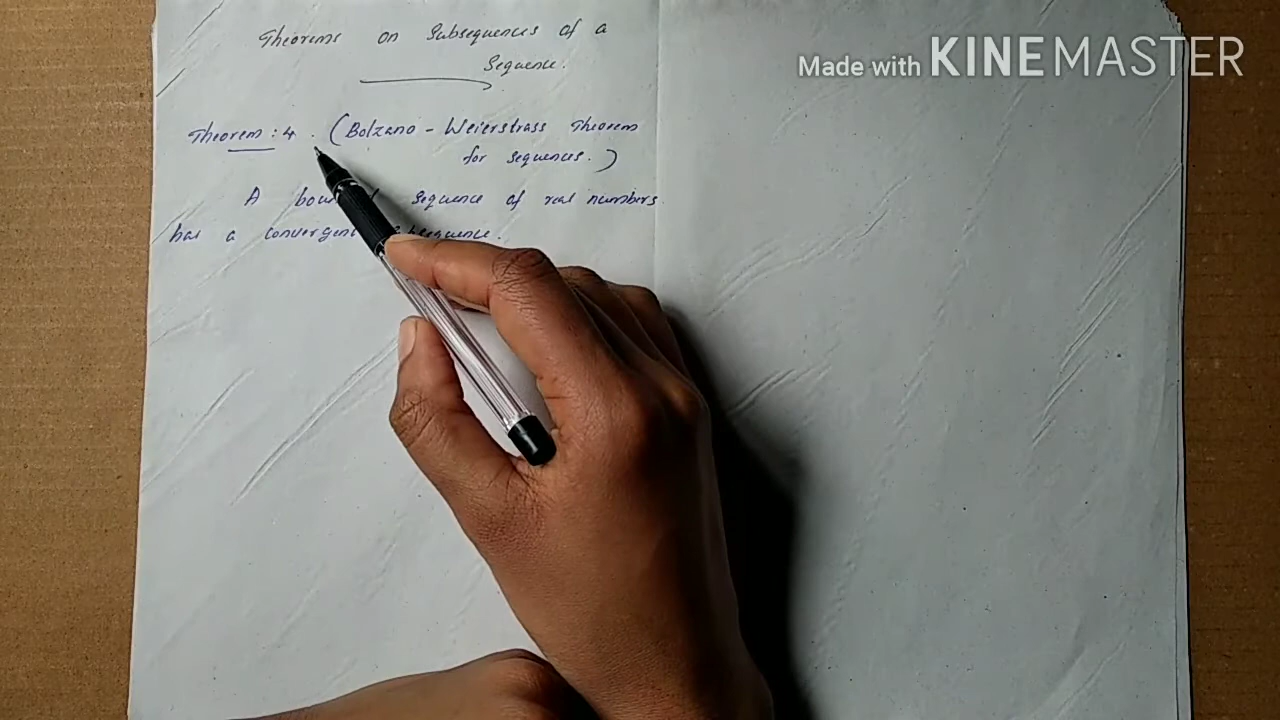 Theorems on Subsequences of a
Sequence.
Made with KINEMASTER
Theorem : 4 . (Bolzano - Weierstrass Theorem
for sequences.)
A sequence of real numbers
has a convergent